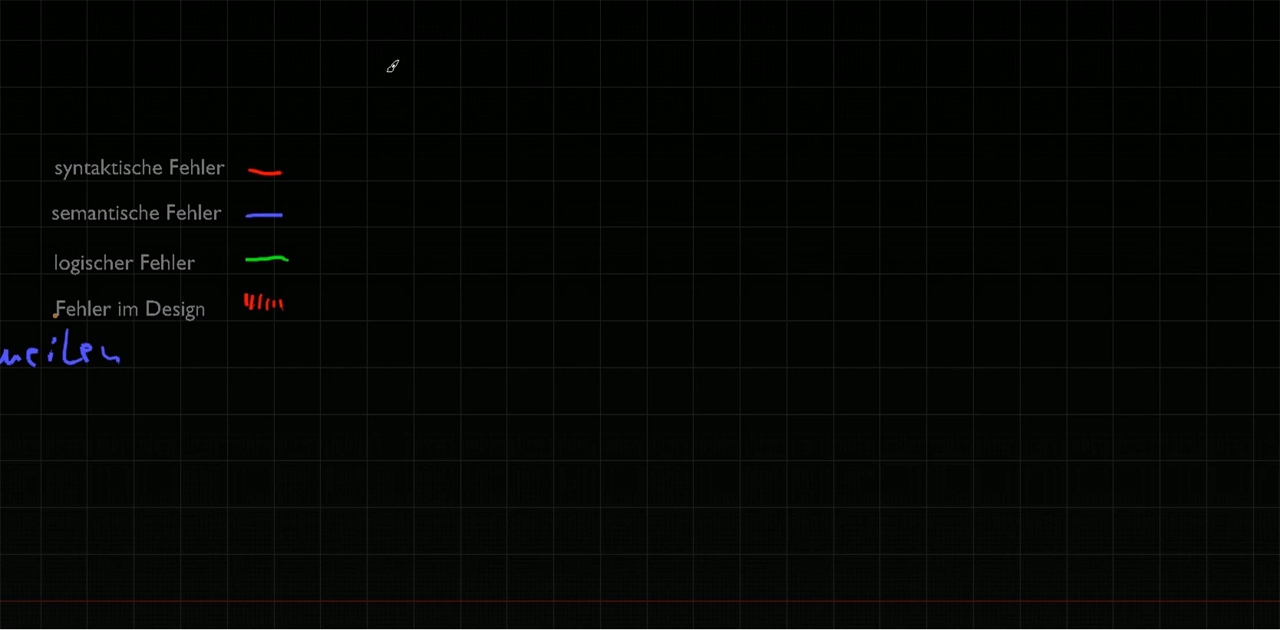 syntaktische Fehler
semantische Fehler
logischer Fehler
Fehler im Design